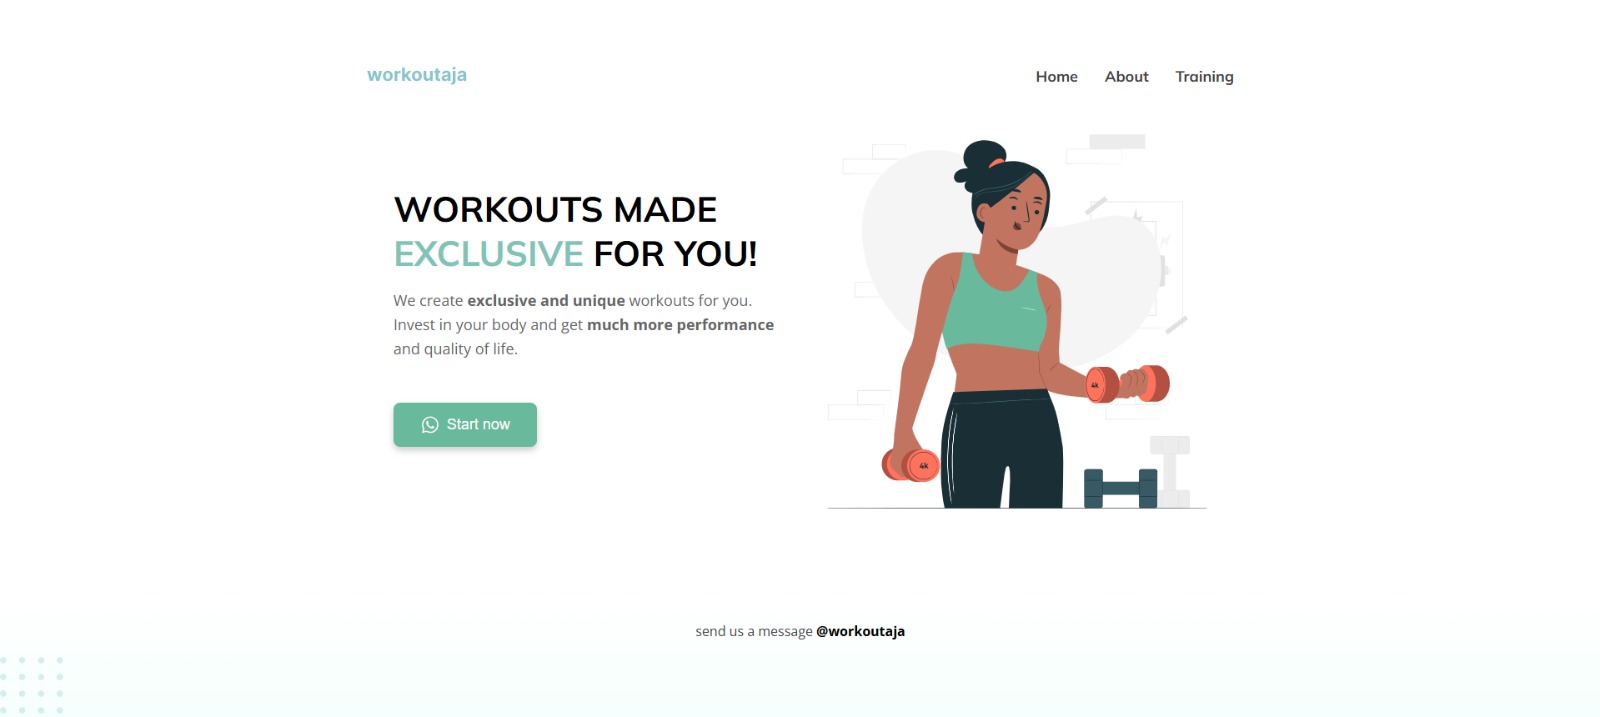 workoutaja
Home About Training
WORKOUTS MADE
EXCLUSIVE FOR YOU!
We create exclusive and unique workouts for you.
Invest in your body and get much more performance
and quality of life.
Start now
4k
4k
send us a message @workoutaja